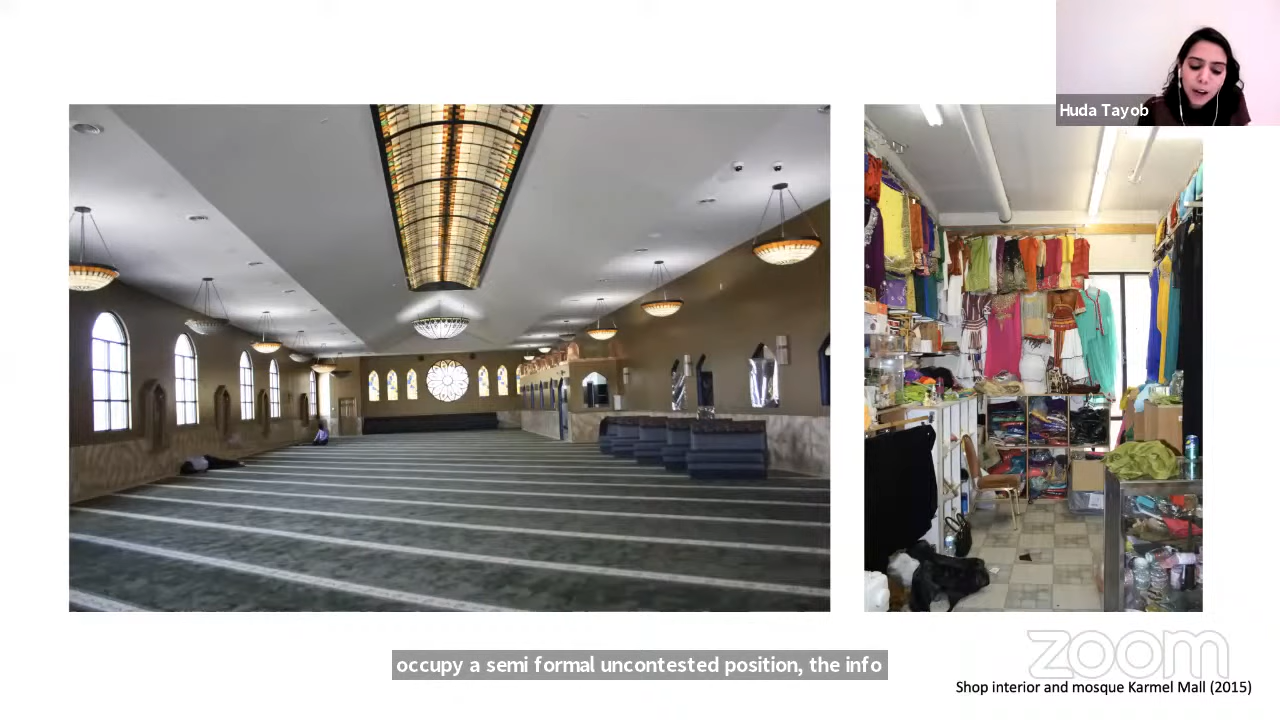 Huda Tayob
occupy a semi formal uncontested position, the info
zoom
Shop interior and mosque Karmel Mall (2015)